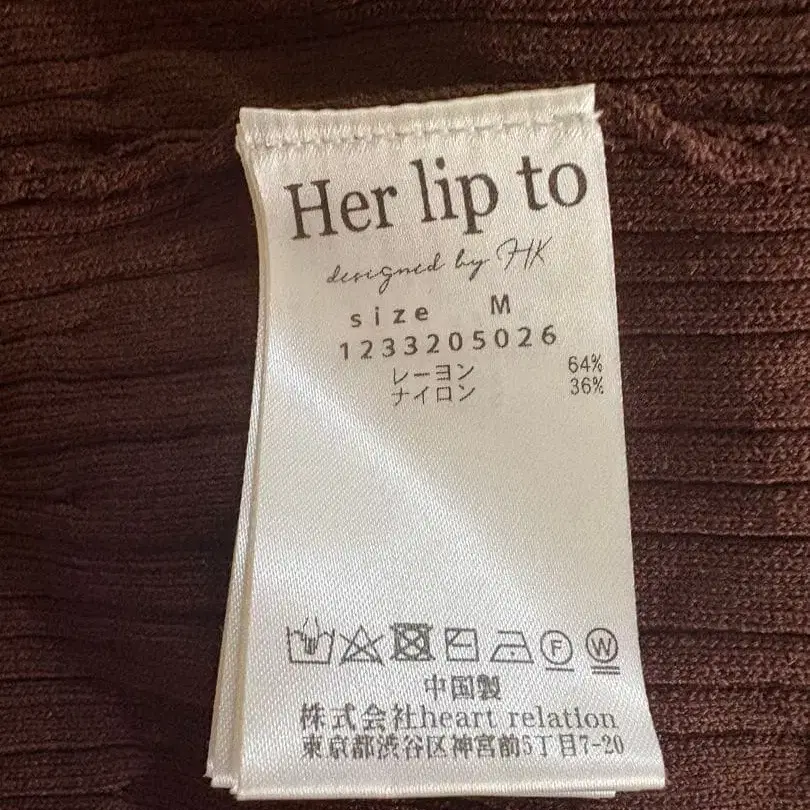 Her lip to
designed by HK
size M
1233205026
レーヨン 64%
ナイロン 36%
F W
中国製
株式会社heart relation
東京都渋谷区神宮前5丁目7-20